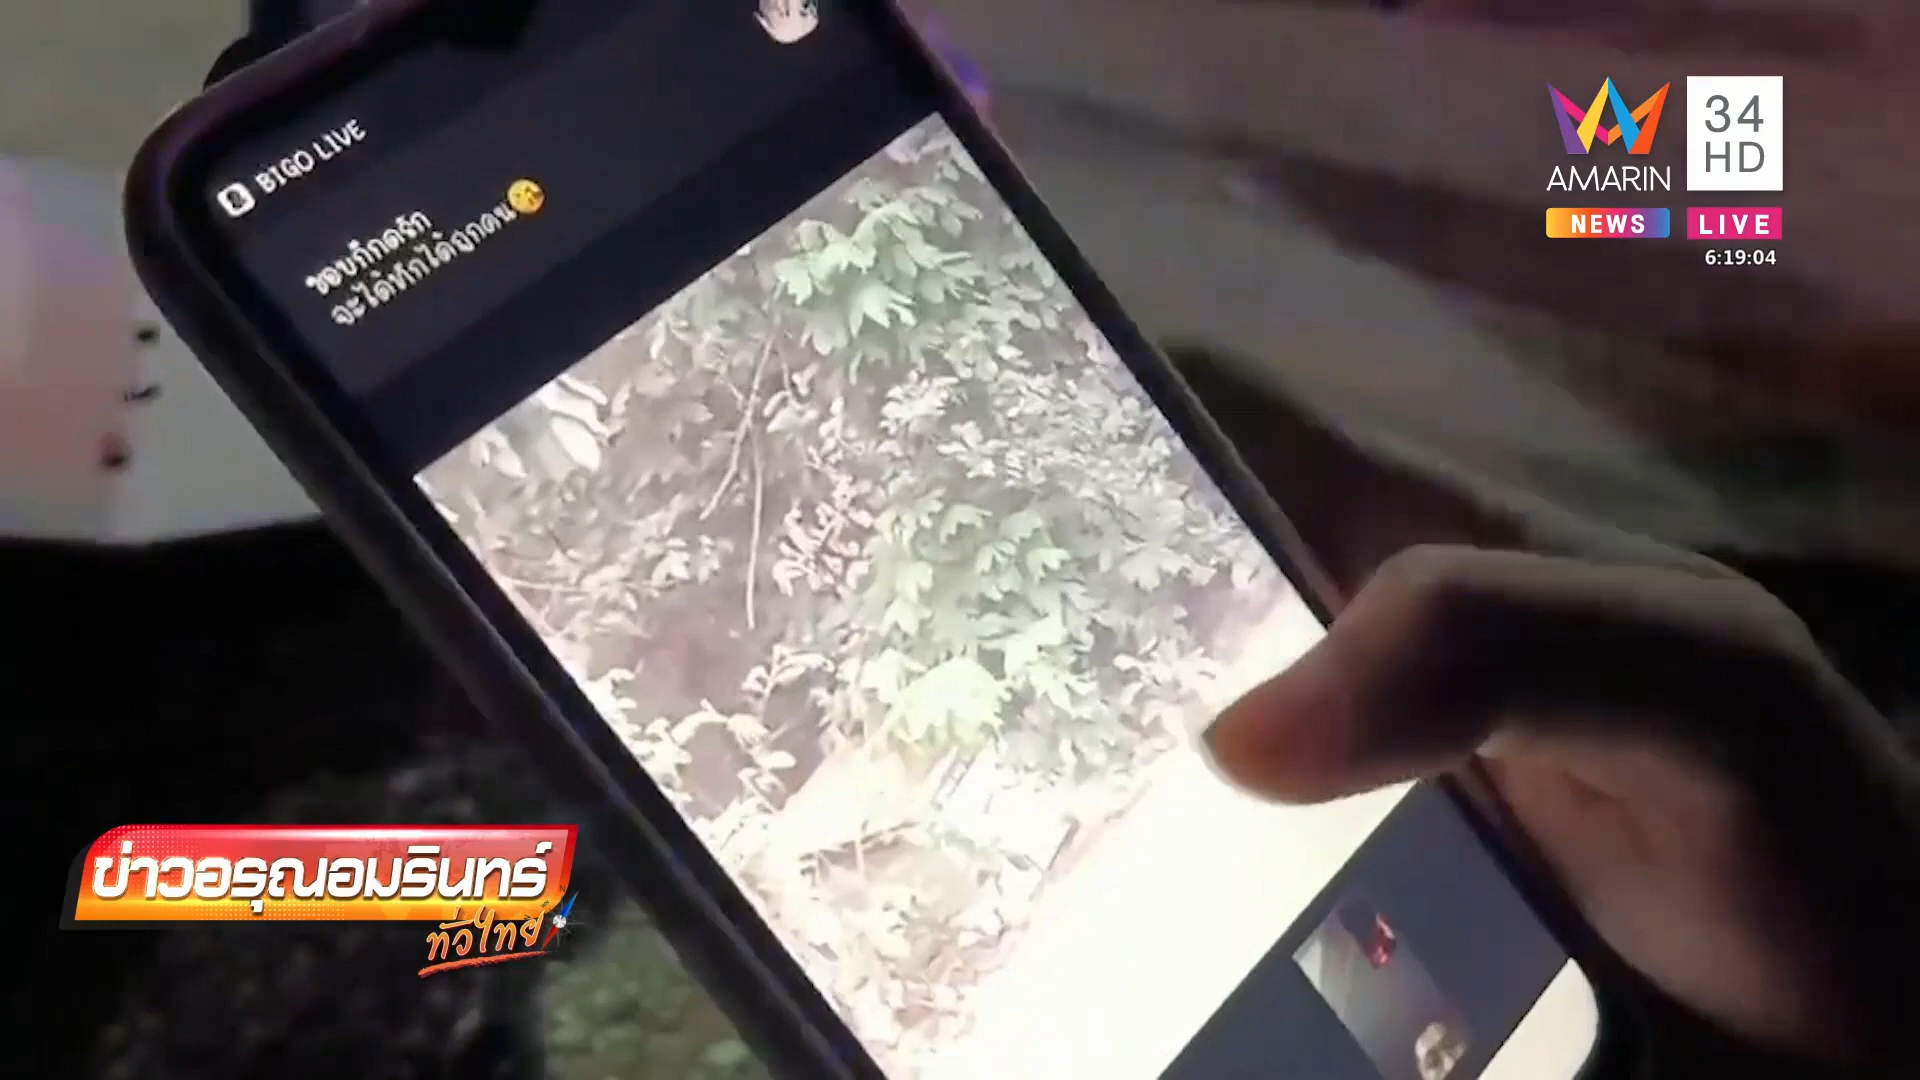 BIGO LIVE
ชอบก็กดรัก
จะได้ทักได้ถูกคน
AMARIN
34
HD
NEWS
LIVE
6:19:04
ข่าวอรุณอมรินทร์
ทั่วไทย